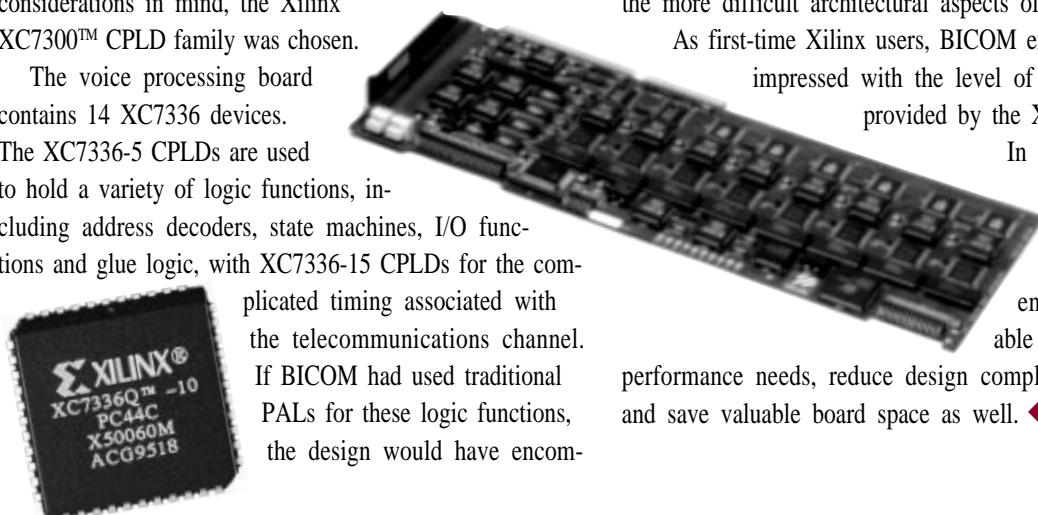 considerations in mind, the Xilinx
XC7300™ CPLD family was chosen.
The voice processing board
contains 14 XC7336 devices.
The XC7336-5 CPLDs are used
to hold a variety of logic functions, in-
cluding address decoders, state machines, I/O func-
tions and glue logic, with XC7336-15 CPLDs for the com-
plicated timing associated with
the telecommunications channel.
If BICOM had used traditional
PALs for these logic functions,
the design would have encom-
XILINX®
XC7336Q™ -10
PC44C
X50060M
ACG9518
the more difficult architectural aspects of
As first-time Xilinx users, BICOM
impressed with the level of
provided by the
In
able
performance needs, reduce design
and save valuable board space as well.